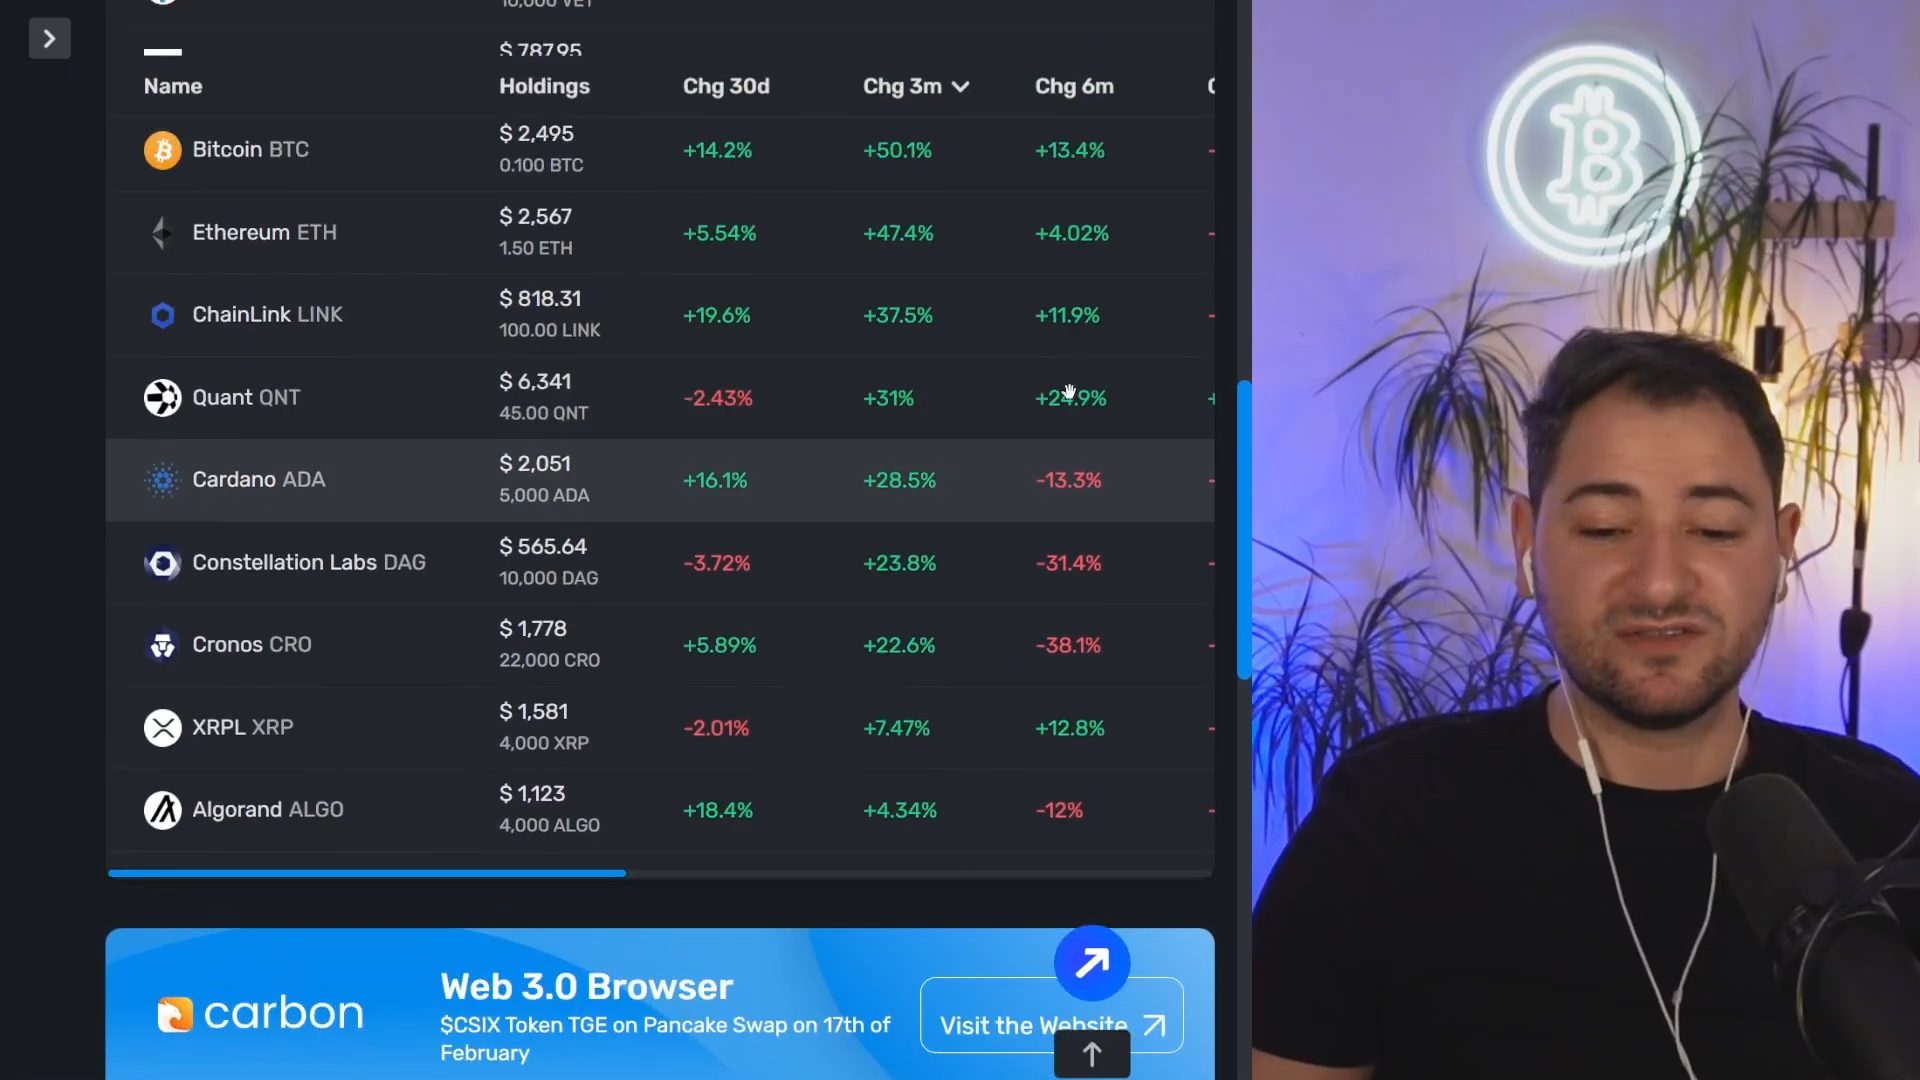 10,000 VET
$ 787.95
Name Holdings Chg 30d Chg 3m Chg 6m
Bitcoin BTC $ 2,495 +14.2% +50.1% +13.4% -
0.100 BTC
Ethereum ETH $ 2,567 +5.54% +47.4% +4.02% -
1.50 ETH
ChainLink LINK $ 818.31 +19.6% +37.5% +11.9% -
100.00 LINK
Quant QNT $ 6,341 -2.43% +31% +24.9% +
45.00 QNT
Cardano ADA $ 2,051 +16.1% +28.5% -13.3% -
5,000 ADA
Constellation Labs DAG $ 565.64 -3.72% +23.8% -31.4% -
10,000 DAG
Cronos CRO $ 1,778 +5.89% +22.6% -38.1% -
22,000 CRO
XRPL XRP $ 1,581 -2.01% +7.47% +12.8% -
4,000 XRP
Algorand ALGO $ 1,123 +18.4% +4.34% -12% -
4,000 ALGO
carbon
Web 3.0 Browser
$CSIX Token TGE on Pancake Swap on 17th of
February
Visit the Website